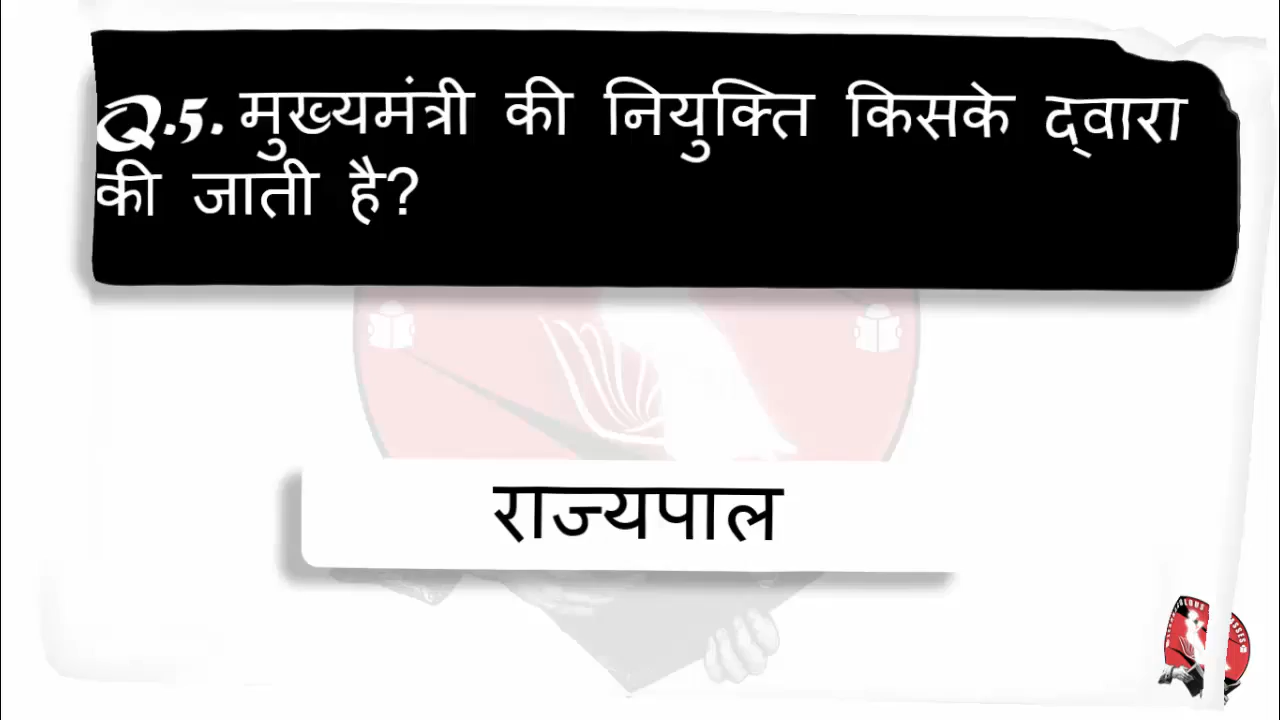 Q.5. मुख्यमंत्री की नियुक्ति किसके द्वारा
की जाती है?
राज्यपाल